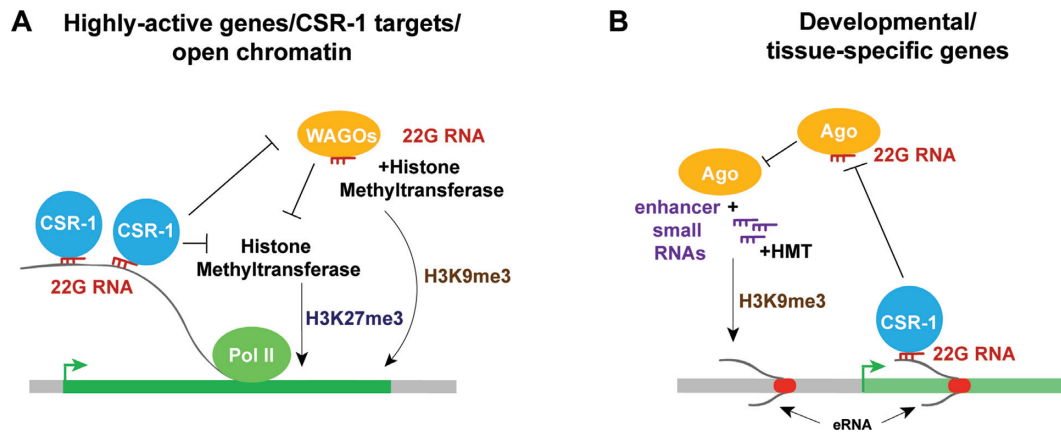 A
Highly-active genes/CSR-1 targets/
open chromatin
WAGOs
22G RNA
+Histone
Methyltransferase
CSR-1
CSR-1
22G RNA
Histone
Methyltransferase
H3K9me3
H3K27me3
Pol II
B
Developmental/
tissue-specific genes
Ago
22G RNA
Ago
enhancer +
small
RNAs
+HMT
H3K9me3
CSR-1
22G RNA
eRNA